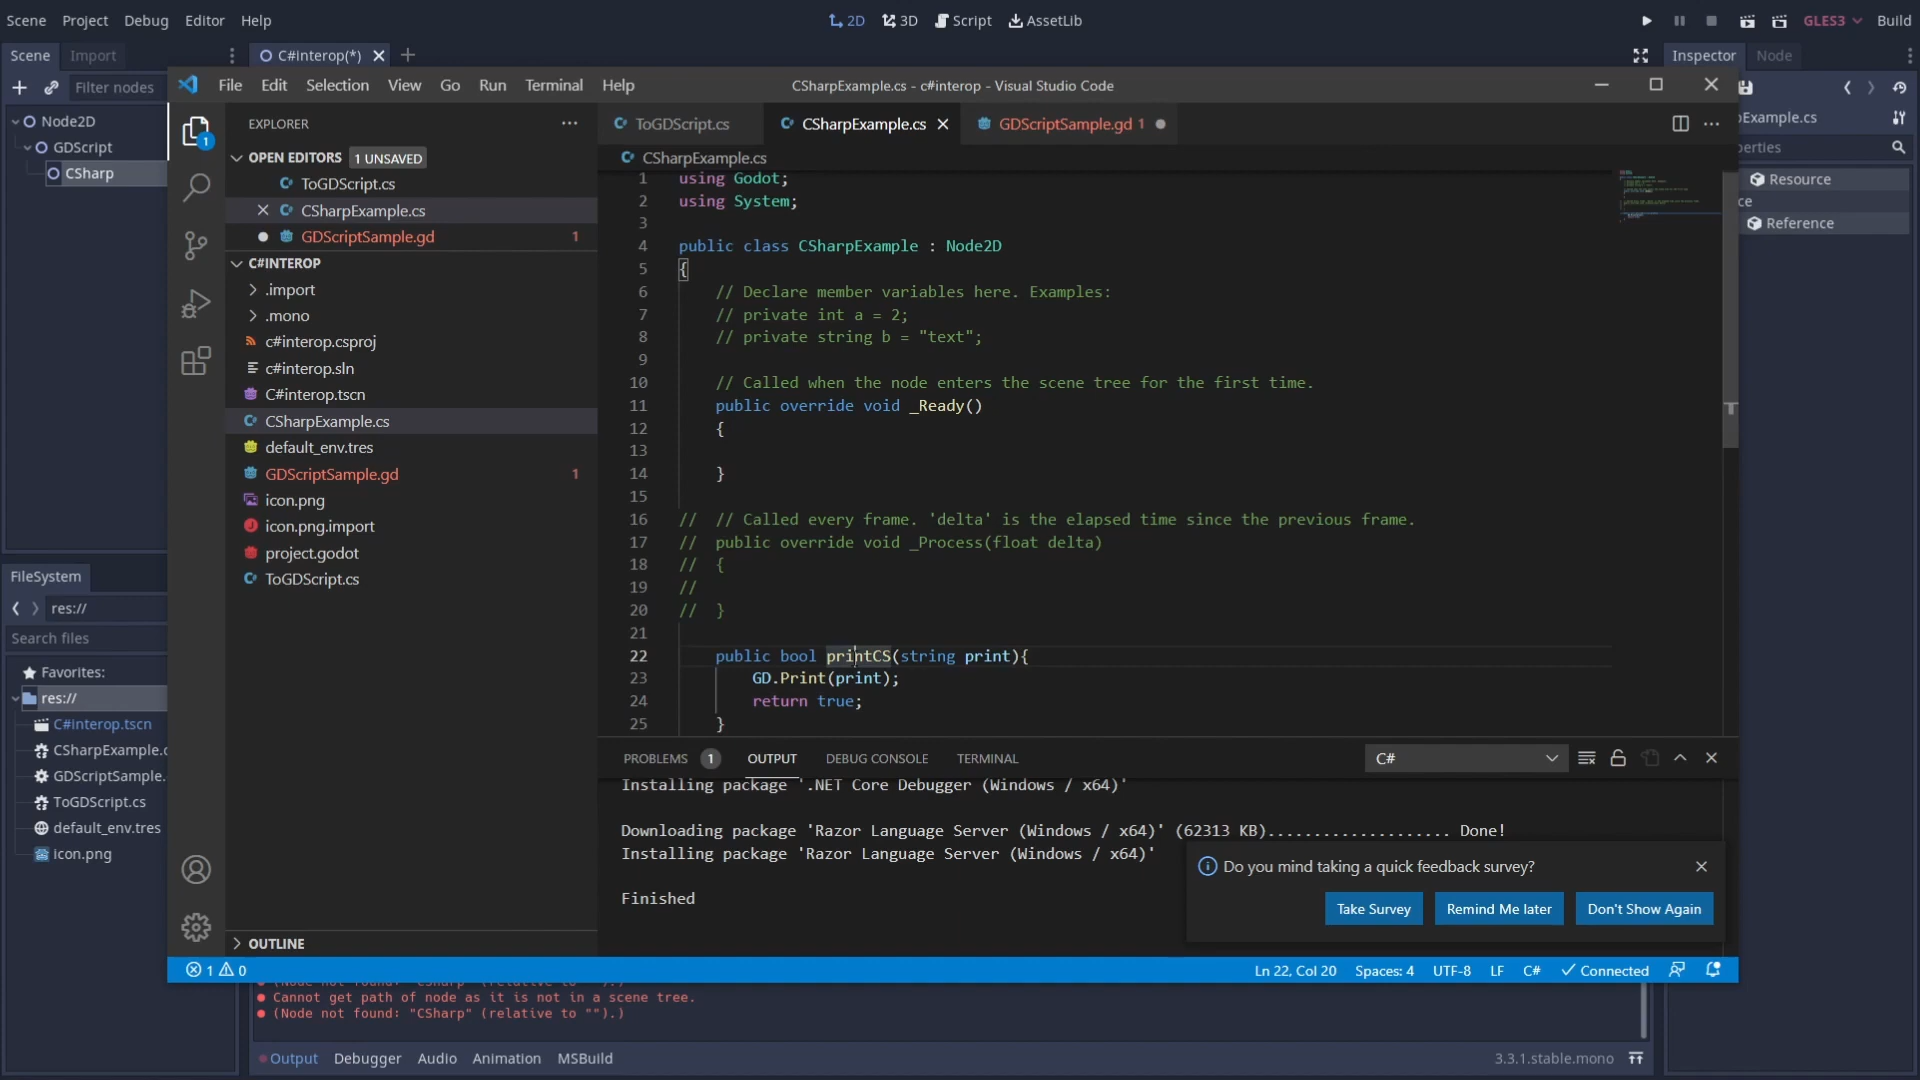 Scene Project Debug Editor Help
2D 3D Script AssetLib
GLES3 Build
Scene Import
C#interop(*)
Inspector Node
Filter nodes
Node2D
GDScript
CSharp
FileSystem
res://
Search files
Favorites:
res://
C#interop.tscn
CSharpExample.c
GDScriptSample.
ToGDScript.cs
default_env.tres
icon.png
File Edit Selection View Go Run Terminal Help
CSharpExample.cs - c#interop - Visual Studio Code
EXPLORER
1
OPEN EDITORS 1 UNSAVED
ToGDScript.cs
CSharpExample.cs
GDScriptSample.gd 1
C#INTEROP
.import
.mono
c#interop.csproj
c#interop.sln
C#interop.tscn
CSharpExample.cs
default_env.tres
GDScriptSample.gd 1
icon.png
icon.png.import
project.godot
ToGDScript.cs
OUTLINE
ToGDScript.cs CSharpExample.cs GDScriptSample.gd 1
CSharpExample.cs
1 using Godot;
2 using System;
3
4 public class CSharpExample : Node2D
5 {
6 // Declare member variables here. Examples:
7 // private int a = 2;
8 // private string b = "text";
9
10 // Called when the node enters the scene tree for the first time.
11 public override void _Ready()
12 {
13
14 }
15
16 // // Called every frame. 'delta' is the elapsed time since the previous frame.
17 // public override void _Process(float delta)
18 // {
19 //
20 // }
21
22 public bool printCS(string print){
23 GD.Print(print);
24 return true;
25 }
PROBLEMS 1 OUTPUT DEBUG CONSOLE TERMINAL
C#
Installing package '.NET Core Debugger (Windows / x64)'
Downloading package 'Razor Language Server (Windows / x64)' (62313 KB).................... Done!
Installing package 'Razor Language Server (Windows / x64)'
Finished
Do you mind taking a quick feedback survey?
Take Survey Remind Me later Don't Show Again
1 0
Ln 22, Col 20 Spaces: 4 UTF-8 LF C# Connected
Example.cs
perties
Resource
ce
Reference
(Node not found: "CSharp" (relative to "").)
Cannot get path of node as it is not in a scene tree.
(Node not found: "CSharp" (relative to "").)
Output Debugger Audio Animation MSBuild
3.3.1.stable.mono